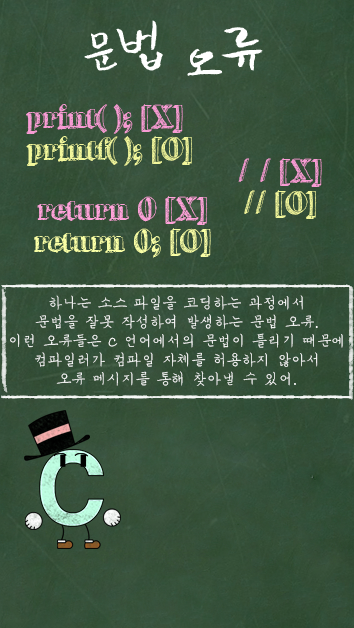 문법 오류
print( ); [X]
printf( ); [O]
/ / [X]
// [O]
return 0 [X]
return 0; [O]
하나는 소스 파일을 코딩하는 과정에서
문법을 잘못 작성하여 발생하는 문법 오류.
이런 오류들은 C 언어에서의 문법이 틀리기 때문에
컴파일러가 컴파일 자체를 허용하지 않아서
오류 메시지를 통해 찾아낼 수 있어.
C